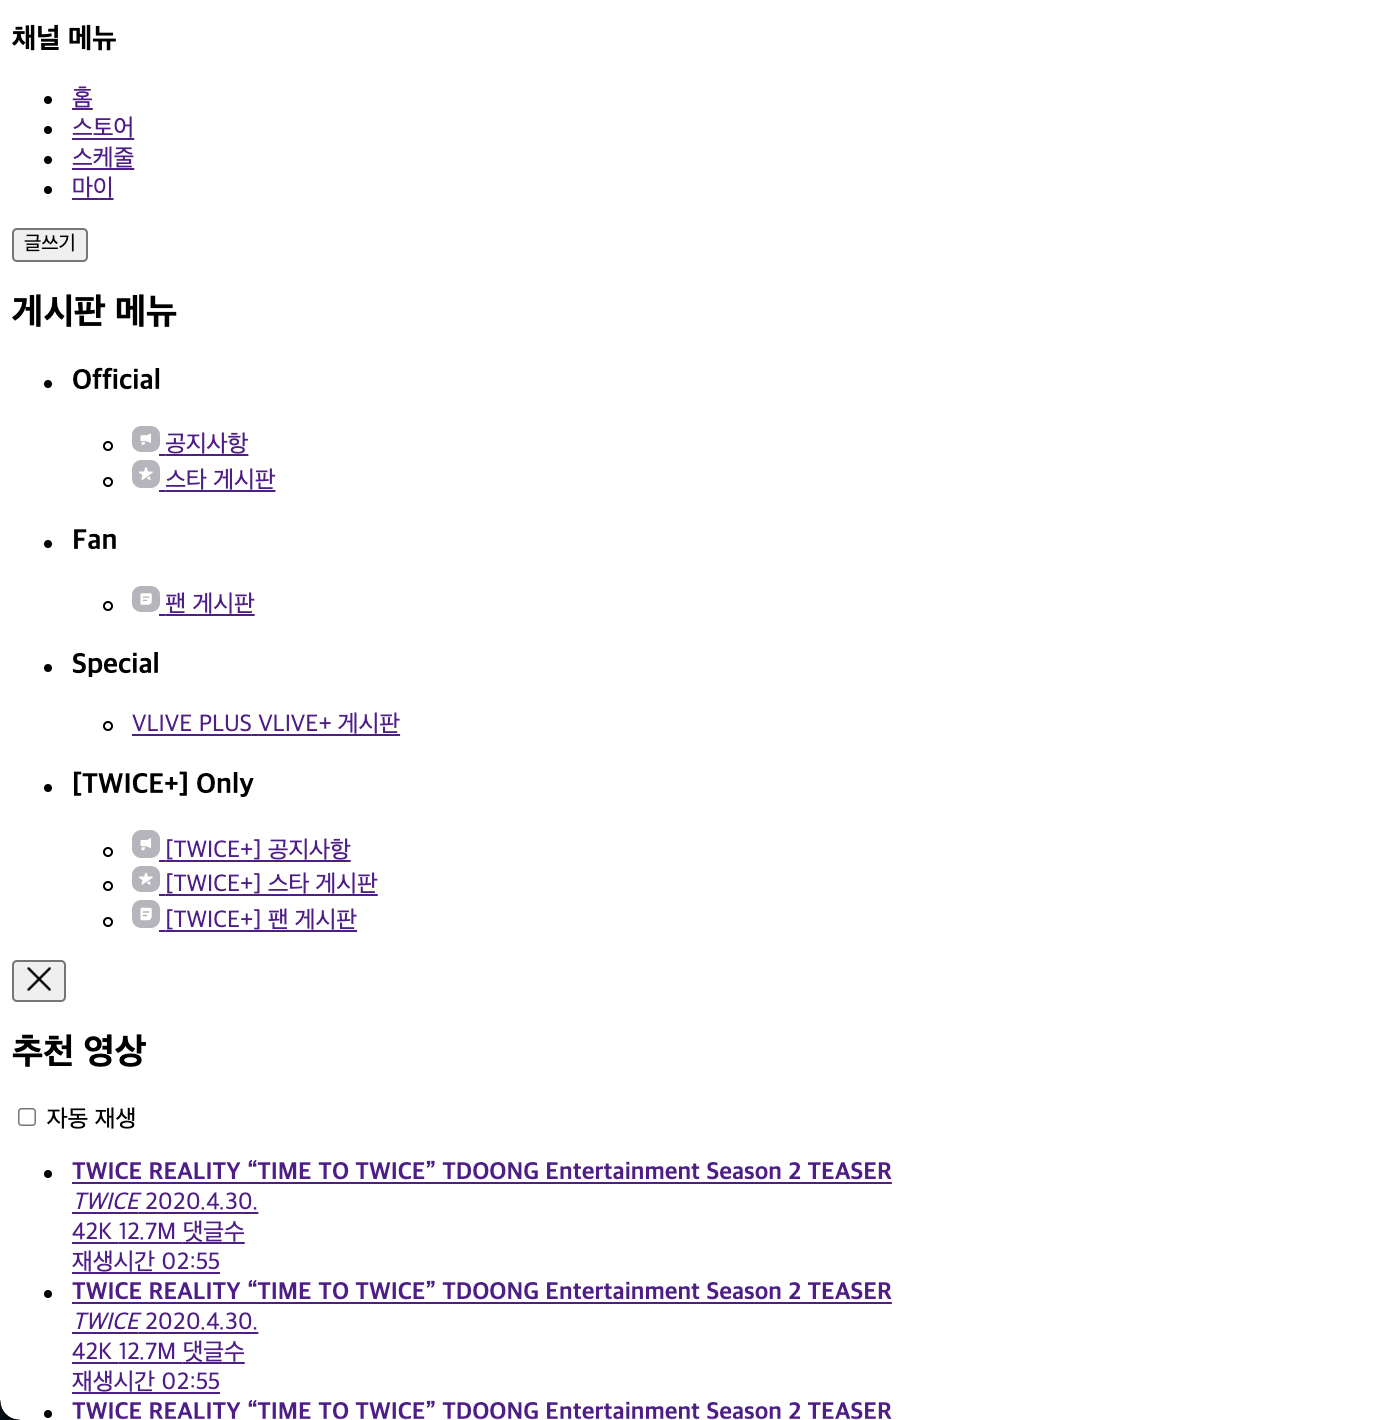 채널 메뉴
홈
스토어
스케줄
마이
글쓰기
게시판 메뉴
Official
공지사항
스타 게시판
Fan
팬 게시판
Special
VLIVE PLUS VLIVE+ 게시판
[TWICE+] Only
[TWICE+] 공지사항
[TWICE+] 스타 게시판
[TWICE+] 팬 게시판
추천 영상
자동 재생
TWICE REALITY “TIME TO TWICE” TDOONG Entertainment Season 2 TEASER
TWICE 2020.4.30.
42K 12.7M 댓글수
재생시간 02:55
TWICE REALITY “TIME TO TWICE” TDOONG Entertainment Season 2 TEASER
TWICE 2020.4.30.
42K 12.7M 댓글수
재생시간 02:55
TWICE REALITY “TIME TO TWICE” TDOONG Entertainment Season 2 TEASER